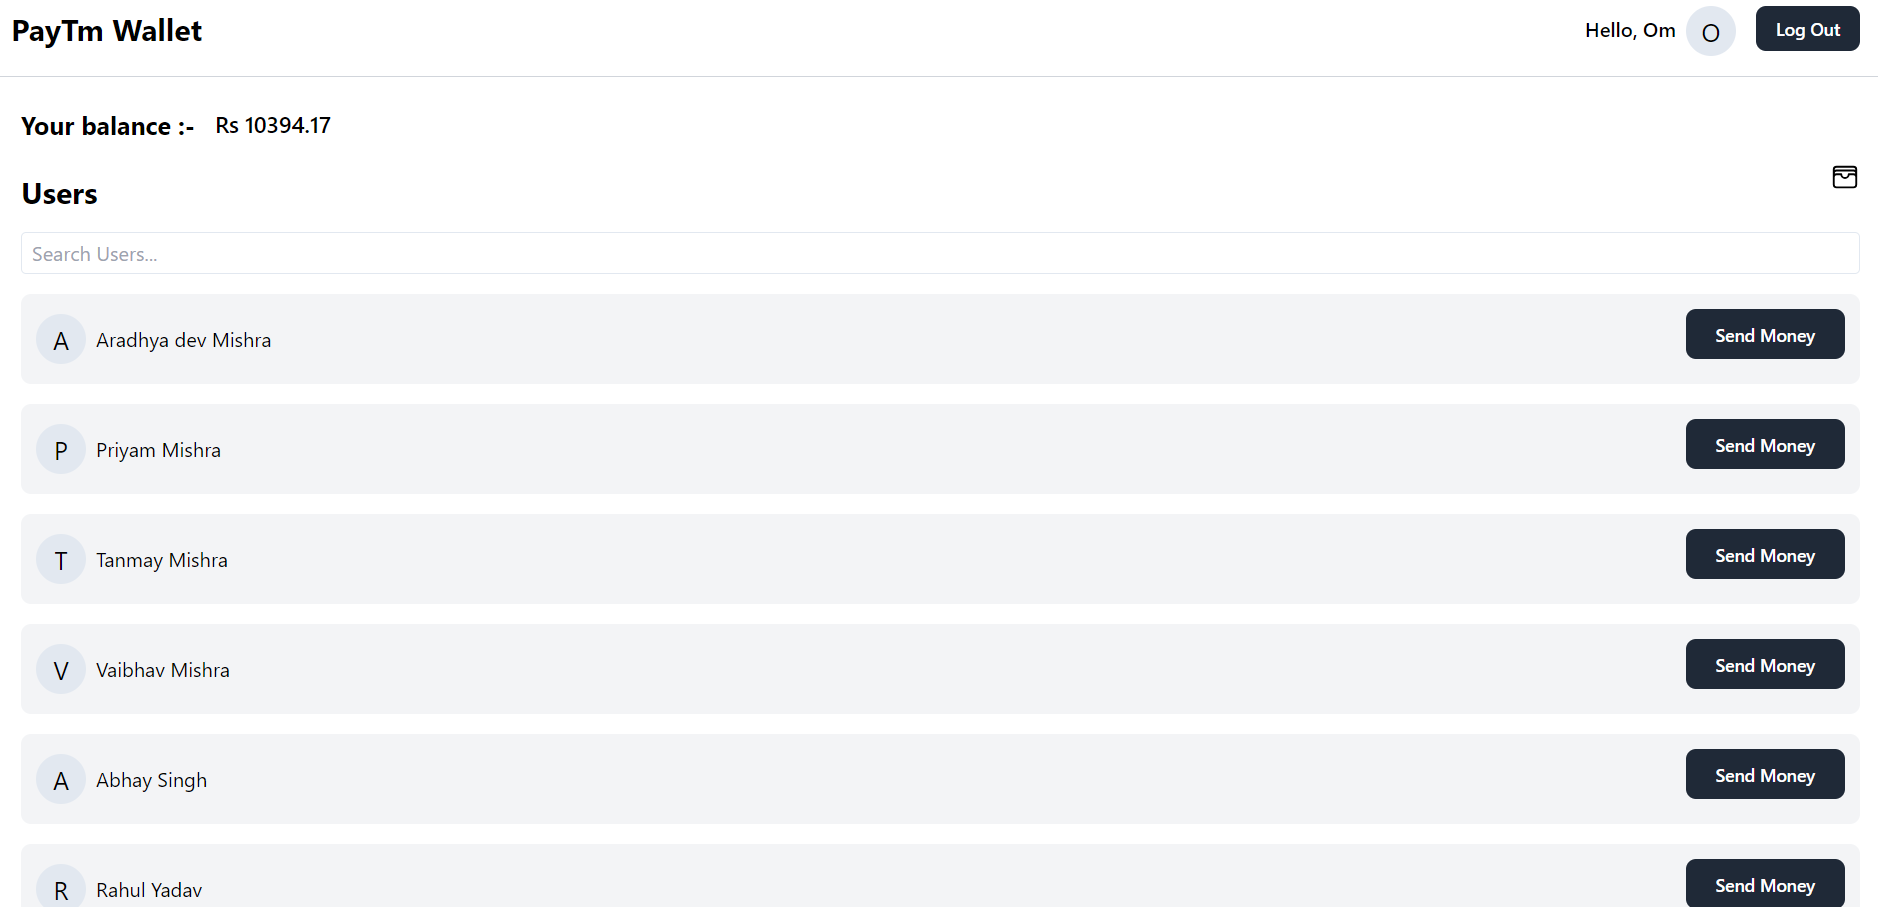 PayTm Wallet
Hello, Om
O
Log Out
Your balance :- Rs 10394.17
Users
Search Users...
A
Aradhya dev Mishra
Send Money
P
Priyam Mishra
Send Money
T
Tanmay Mishra
Send Money
V
Vaibhav Mishra
Send Money
A
Abhay Singh
Send Money
R
Rahul Yadav
Send Money